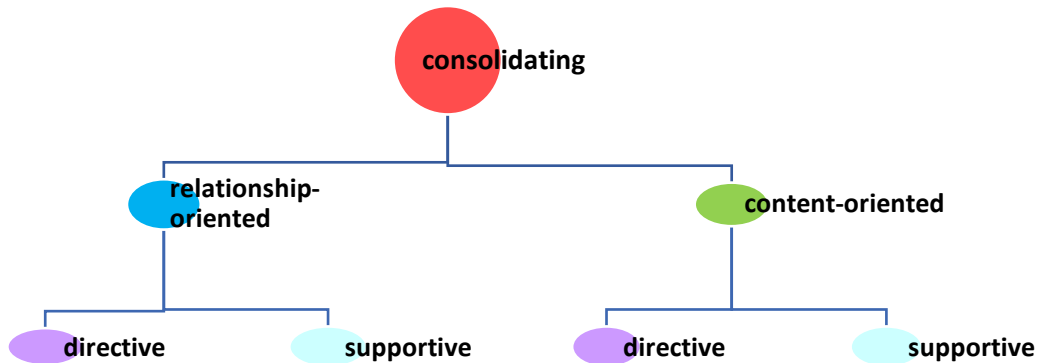 consolidating
relationship-
oriented
content-oriented
directive
supportive
directive
supportive